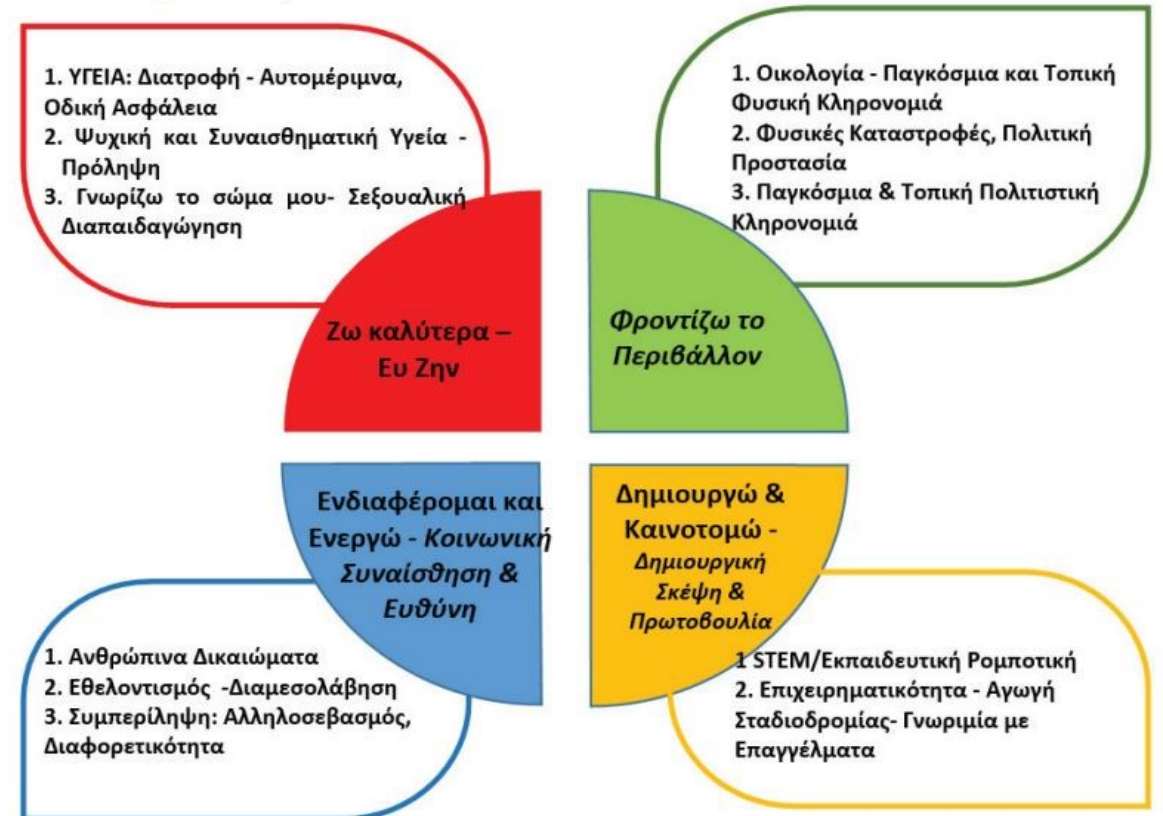 1. ΥΓΕΙΑ: Διατροφή - Αυτομέριμνα,
Οδική Ασφάλεια
2. Ψυχική και Συναισθηματική Υγεία -
Πρόληψη
3. Γνωρίζω το σώμα μου- Σεξουαλική
Διαπαιδαγώγηση
Ζω καλύτερα –
Ευ Ζην
1. Οικολογία - Παγκόσμια και Τοπική
Φυσική Κληρονομιά
2. Φυσικές Καταστροφές, Πολιτική
Προστασία
3. Παγκόσμια & Τοπική Πολιτιστική
Κληρονομιά
Φροντίζω το
Περιβάλλον
Ενδιαφέρομαι και
Ενεργώ - Κοινωνική
Συναίσθηση &
Ευθύνη
1. Ανθρώπινα Δικαιώματα
2. Εθελοντισμός -Διαμεσολάβηση
3. Συμπερίληψη: Αλληλοσεβασμός,
Διαφορετικότητα
Δημιουργώ &
Καινοτομώ -
Δημιουργική
Σκέψη &
Πρωτοβουλία
1 STEM/Εκπαιδευτική Ρομποτική
2. Επιχειρηματικότητα - Αγωγή
Σταδιοδρομίας- Γνωριμία με
Επαγγέλματα